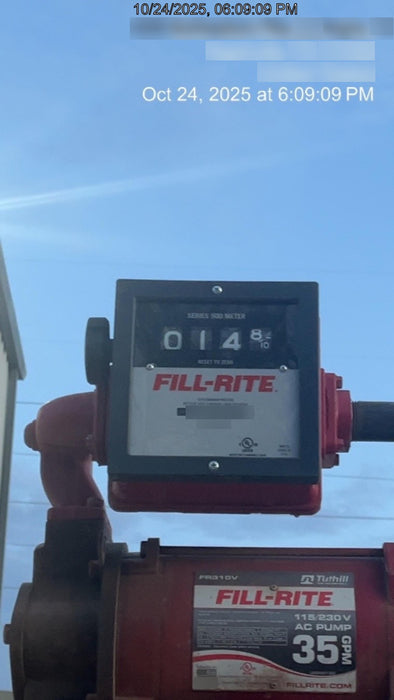 10/24/2025, 06:09:09 PM
Oct 24, 2025 at 6:09:09 PM
SERIES 900 METER
0 1 4 8
10
RESET TO ZERO
FILL-RITE
FR310V
Tuthill
FILL-RITE
115/230 V
AC PUMP
35 GPM
FILLRITE.COM